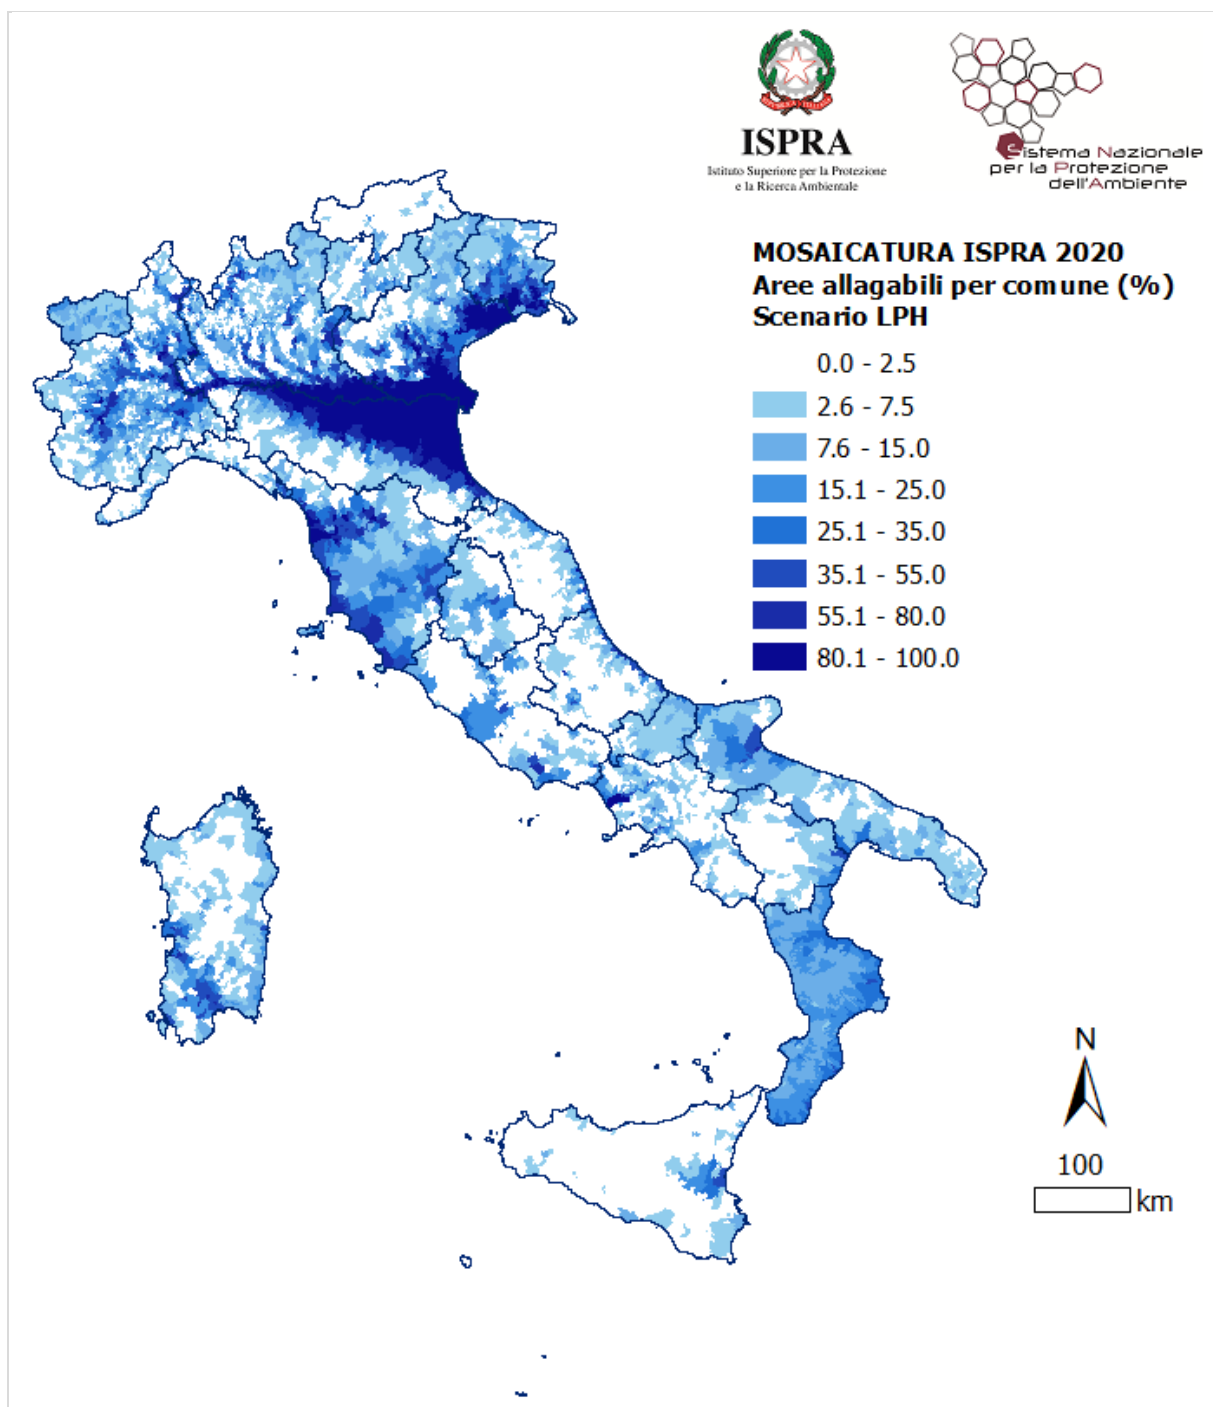 REPVBBLICA ITALIANA
ISPRA
Istituto Superiore per la Protezione
e la Ricerca Ambientale
Sistema Nazionale
per la Protezione
dell'Ambiente
MOSAICATURA ISPRA 2020
Aree allagabili per comune (%)
Scenario LPH
0.0 - 2.5
2.6 - 7.5
7.6 - 15.0
15.1 - 25.0
25.1 - 35.0
35.1 - 55.0
55.1 - 80.0
80.1 - 100.0
N
100
km